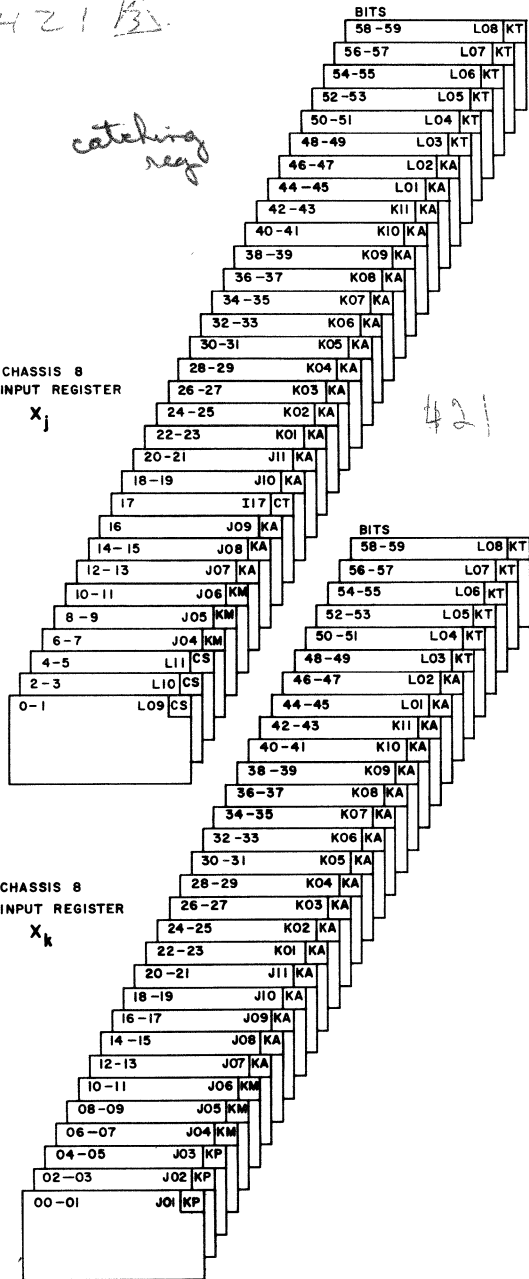 421
BITS
58-59 L08 KT
56-57 L07 KT
54-55 L06 KT
52-53 L05 KT
50-51 L04 KT
48-49 L03 KT
catching
reg
46-47 L02 KA
44-45 L01 KA
42-43 K11 KA
40-41 K10 KA
38-39 K09 KA
36-37 K08 KA
34-35 K07 KA
32-33 K06 KA
30-31 K05 KA
CHASSIS 8
INPUT REGISTER
Xj
28-29 K04 KA
26-27 K03 KA
24-25 K02 KA
22-23 K01 KA
20-21 J11 KA
18-19 J10 KA
17 I17 CT
16 J09 KA
14-15 J08 KA
12-13 J07 KA
10-11 J06 KM
8-9 J05 KM
6-7 J04 KM
4-5 L11 CS
2-3 L10 CS
0-1 L09 CS
421
BITS
58-59 L08 KT
56-57 L07 KT
54-55 L06 KT
52-53 L05 KT
50-51 L04 KT
48-49 L03 KT
46-47 L02 KA
44-45 L01 KA
42-43 K11 KA
40-41 K10 KA
38-39 K09 KA
36-37 K08 KA
34-35 K07 KA
32-33 K06 KA
30-31 K05 KA
CHASSIS 8
INPUT REGISTER
Xk
28-29 K04 KA
26-27 K03 KA
24-25 K02 KA
22-23 K01 KA
20-21 J11 KA
18-19 J10 KA
16-17 J09 KA
14-15 J08 KA
12-13 J07 KA
10-11 J06 KM
08-09 J05 KM
06-07 J04 KM
04-05 J03 KP
02-03 J02 KP
00-01 J01 KP